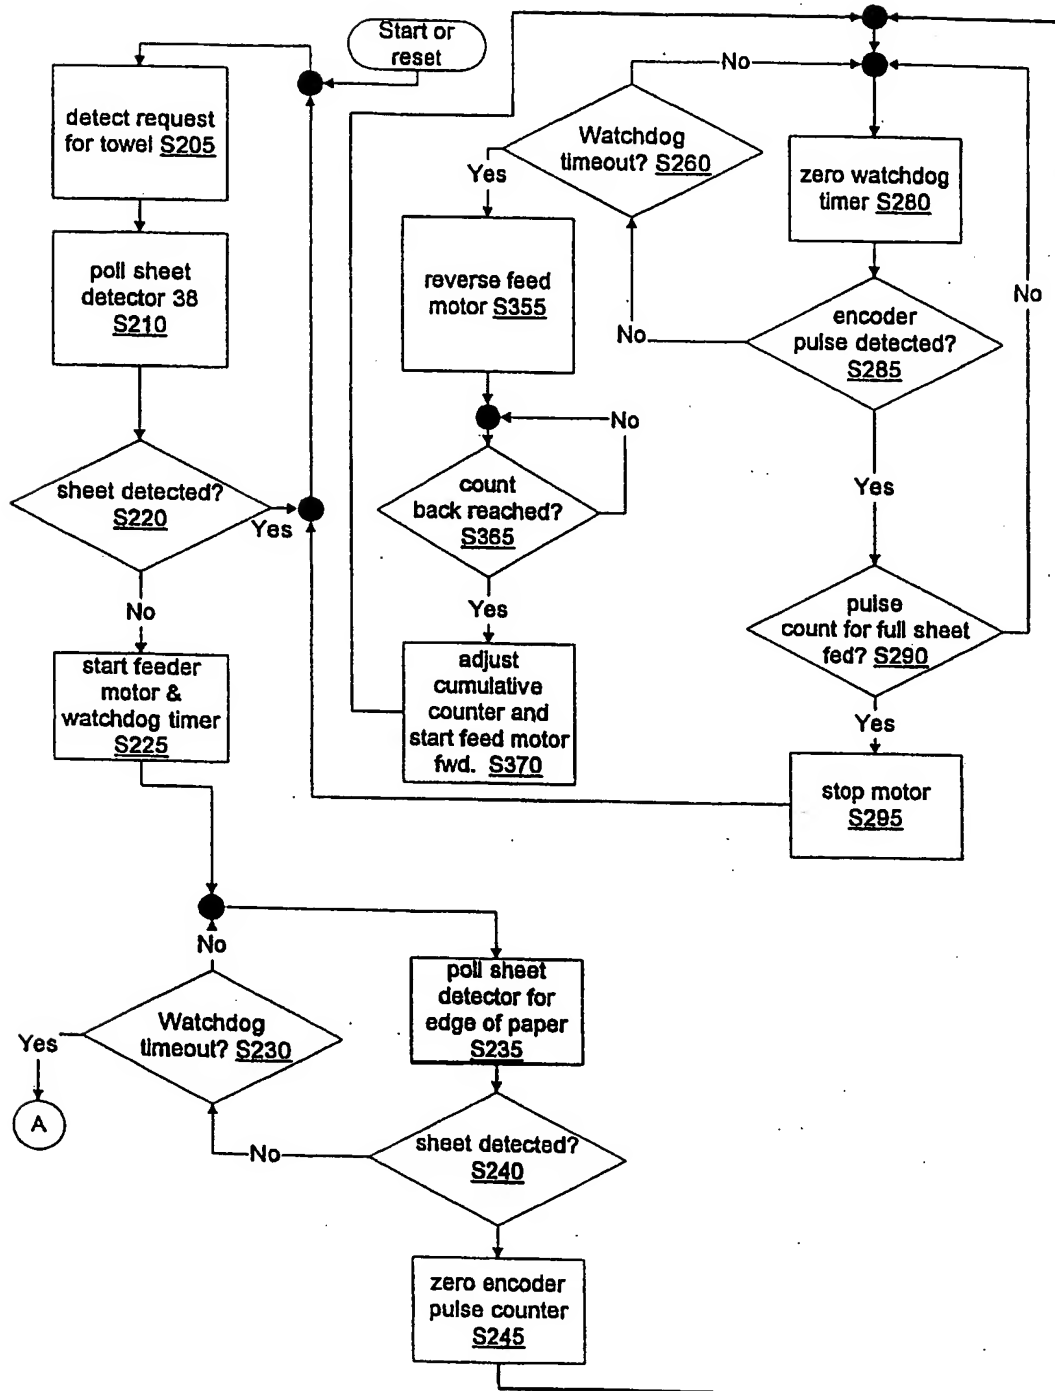 Start or
reset
detect request
for towel S205
poll sheet
detector 38
S210
sheet detected?
S220
Yes
No
start feeder
motor &
watchdog timer
S225
No
Watchdog
timeout? S230
Yes
A
poll sheet
detector for
edge of paper
S235
sheet detected?
S240
No
zero encoder
pulse counter
S245
No
Watchdog
timeout? S260
Yes
reverse feed
motor S355
No
count
back reached?
S365
Yes
adjust
cumulative
counter and
start feed motor
fwd. S370
zero watchdog
timer S280
No
encoder
pulse detected?
S285
No
Yes
pulse
count for full sheet
fed? S290
Yes
stop motor
S295